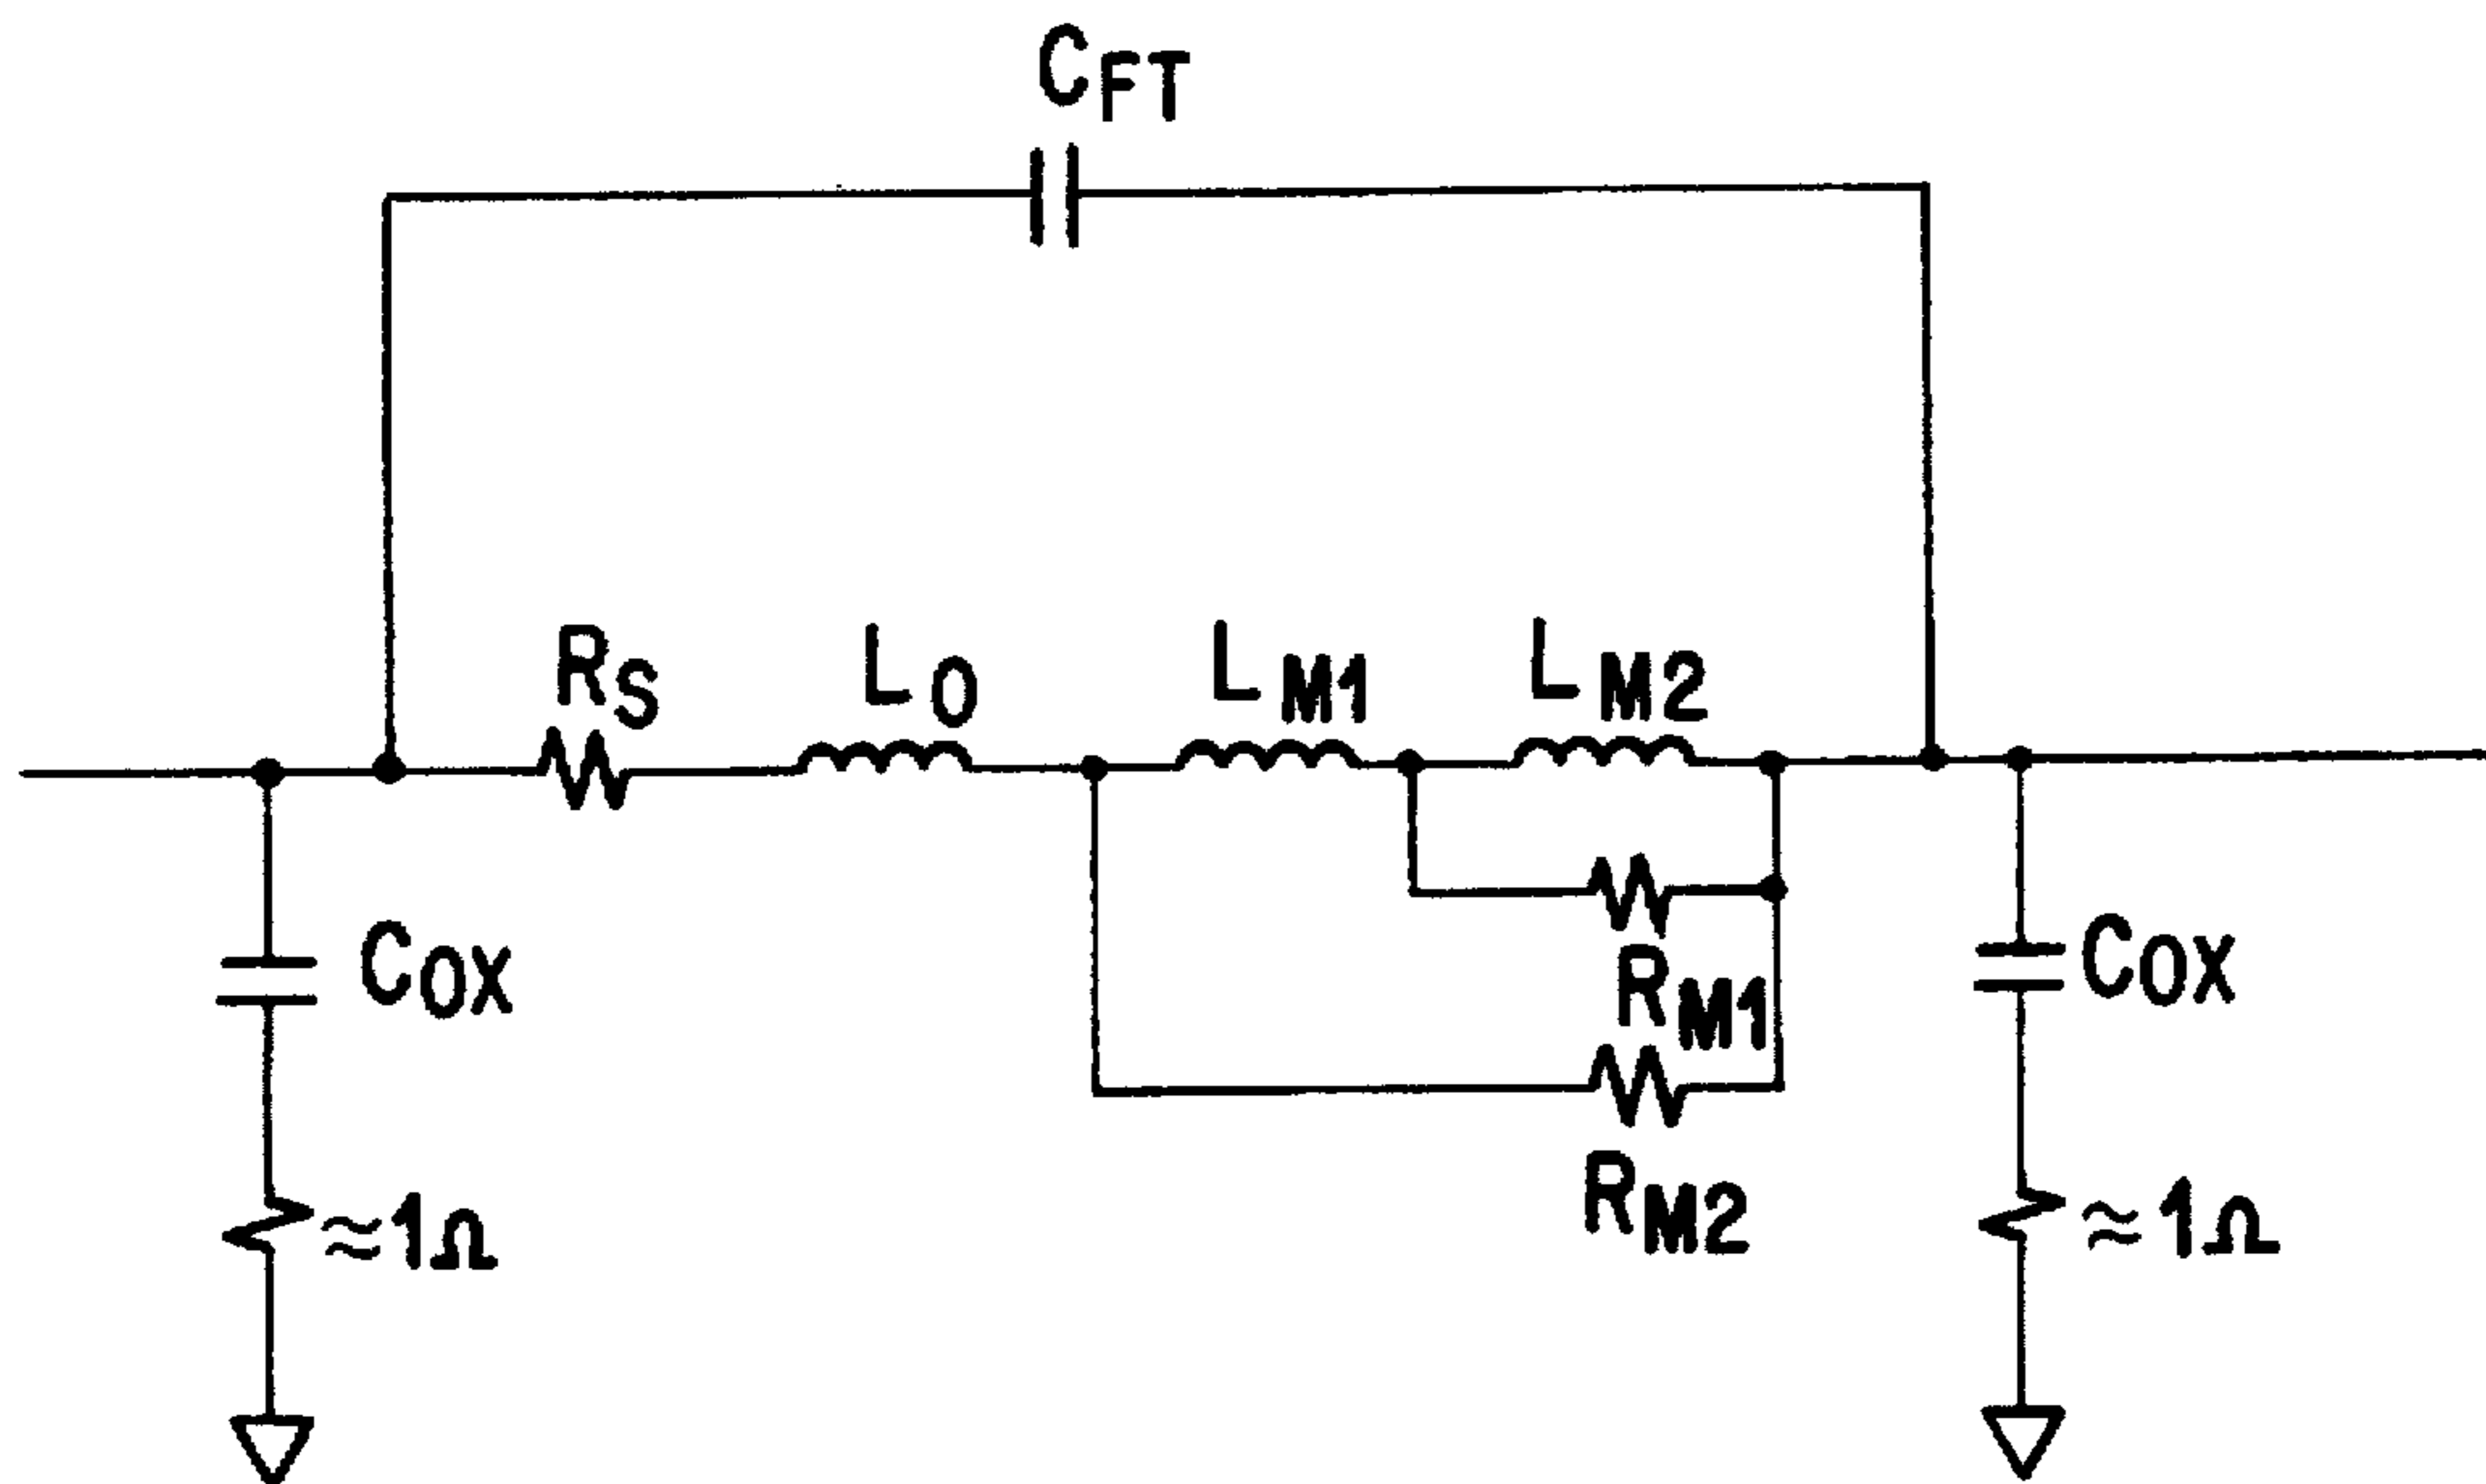 CFT
RS
LO
LM1
LM2
COX
RM1
COX
RM2
≈1Ω
≈1Ω